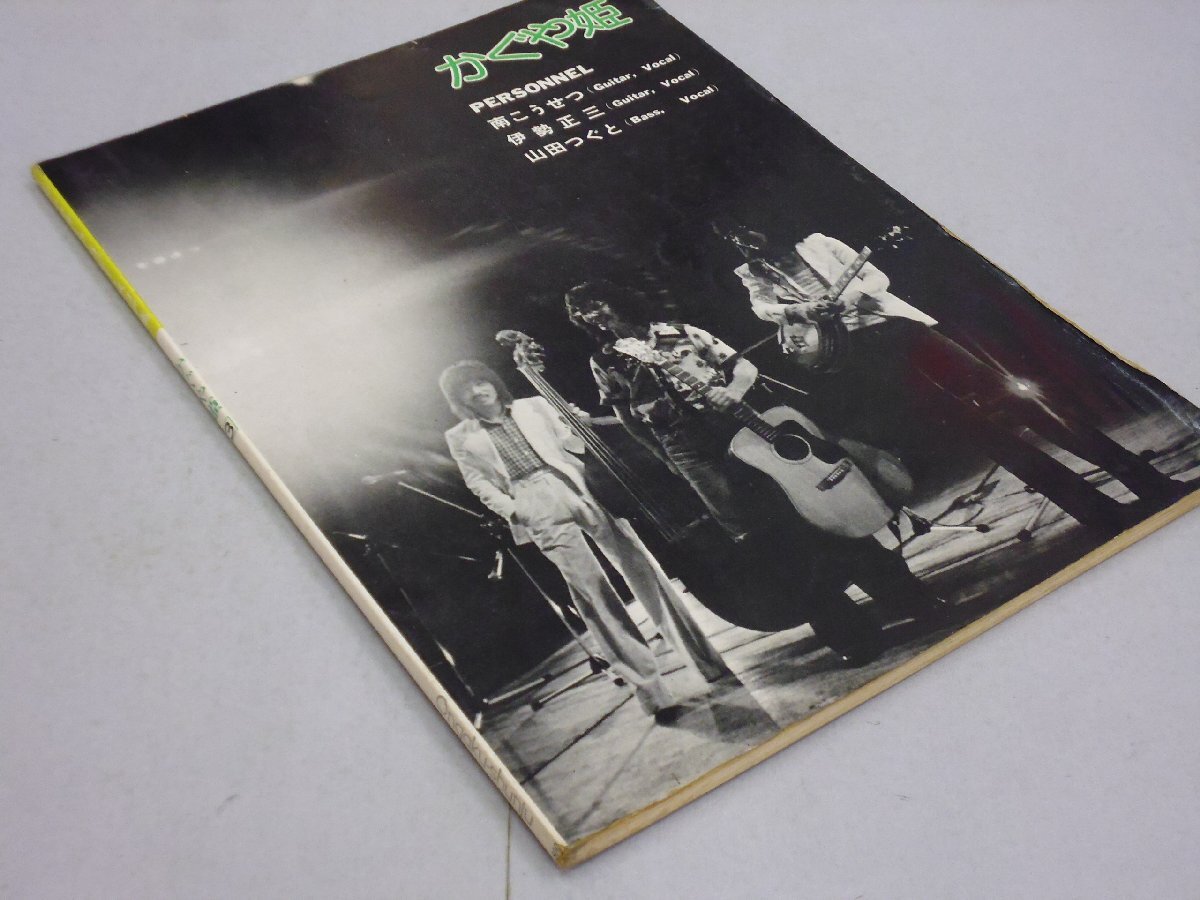 かぐや姫
PERSONNEL
南こうせつ (Guitar, Vocal)
伊勢正三 (Guitar, Vocal)
山田つぐと (Bass, Vocal)